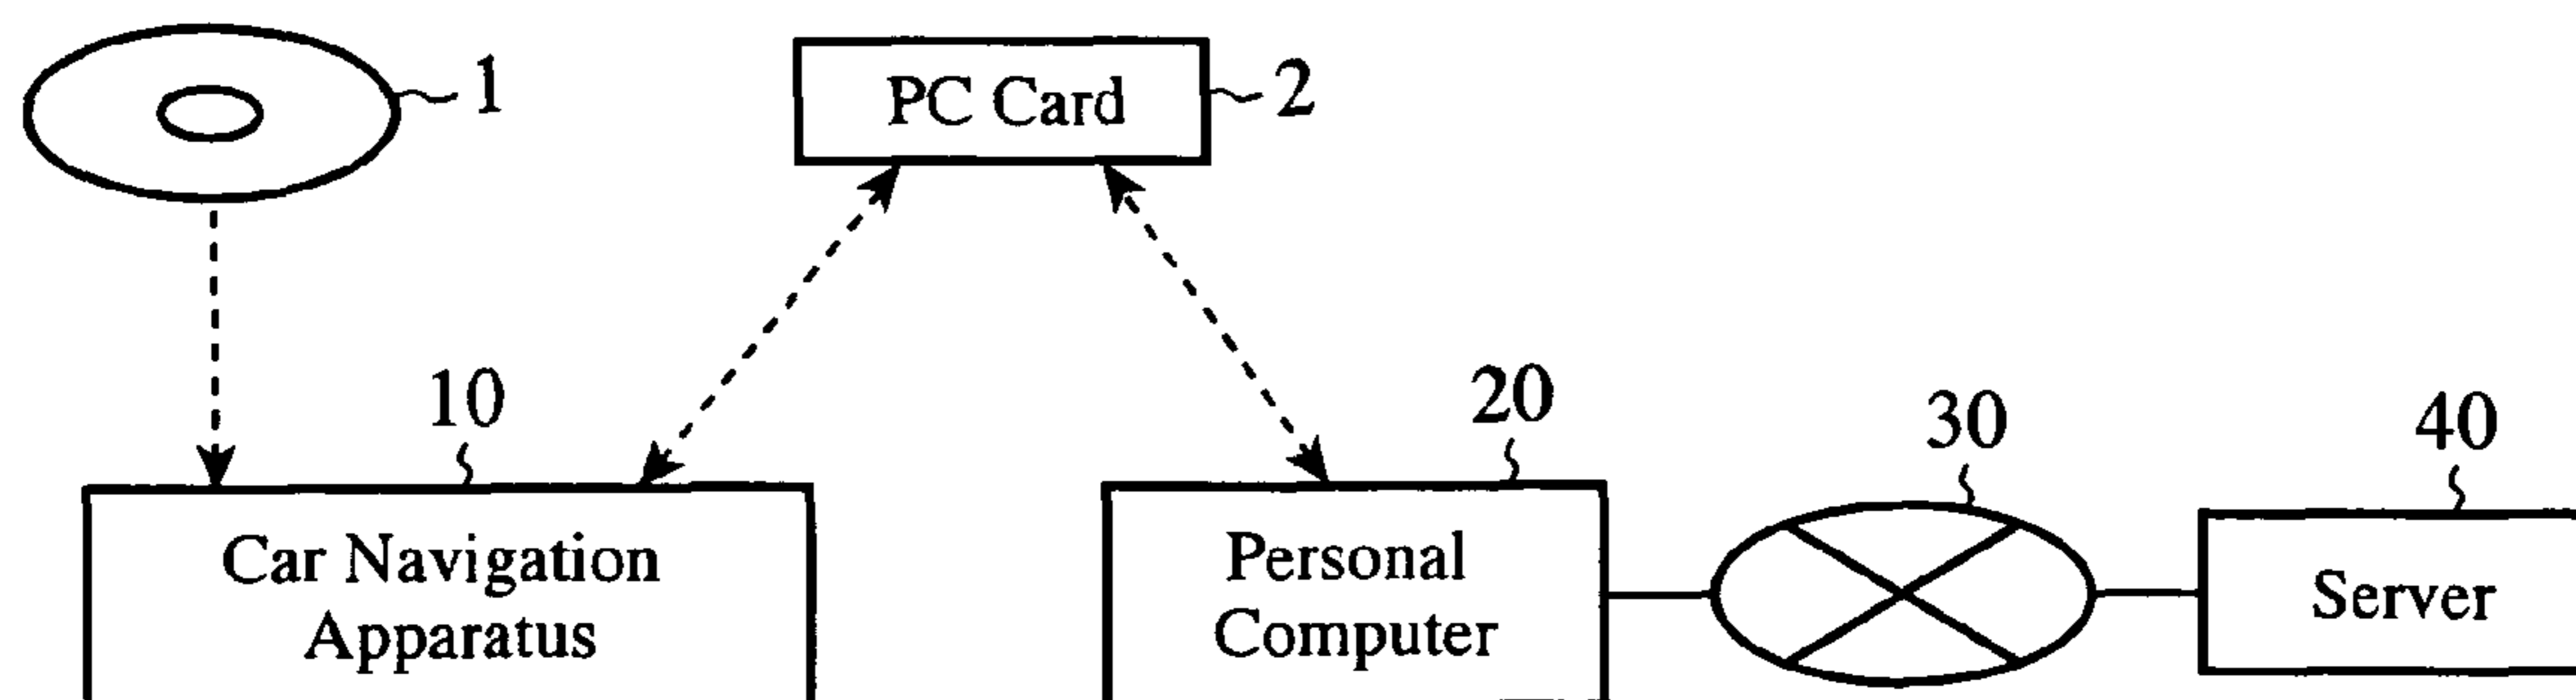 1
PC Card
2
10
20
30
40
Car Navigation
Apparatus
Personal
Computer
Server